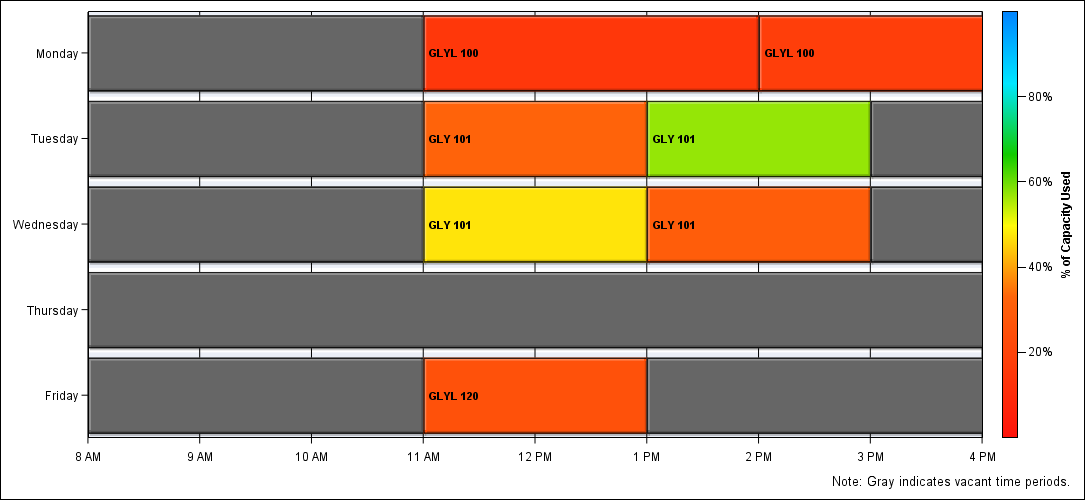 Monday
GLYL 100
GLYL 100
Tuesday
GLY 101
GLY 101
Wednesday
GLY 101
GLY 101
Thursday
Friday
GLYL 120
8 AM
9 AM
10 AM
11 AM
12 PM
1 PM
2 PM
3 PM
4 PM
80%
60%
40%
20%
% of Capacity Used
Note: Gray indicates vacant time periods.